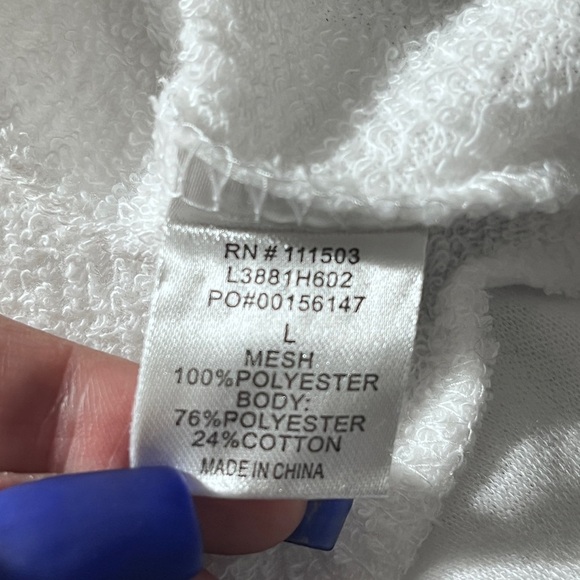 RN # 111503
L3881H602
PO#00156147
L
MESH
100%POLYESTER
BODY:
76%POLYESTER
24%COTTON
MADE IN CHINA